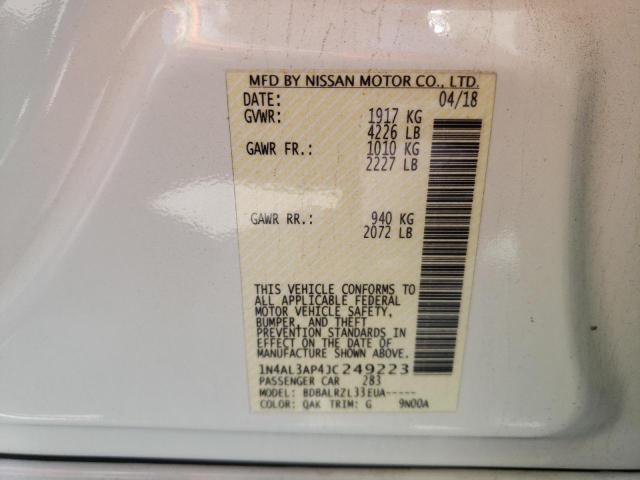 MFD BY NISSAN MOTOR CO., LTD.
DATE: 04/18
GVWR: 1917 KG
4226 LB
GAWR FR.: 1010 KG
2227 LB
GAWR RR.: 940 KG
2072 LB
THIS VEHICLE CONFORMS TO
ALL APPLICABLE FEDERAL
MOTOR VEHICLE SAFETY,
BUMPER, AND THEFT
PREVENTION STANDARDS IN
EFFECT ON THE DATE OF
MANUFACTURE SHOWN ABOVE.
1N4AL3AP4JC249223
PASSENGER CAR 283
MODEL: BDBALRZL33EUA-----
COLOR: QAK TRIM: G 9N00A